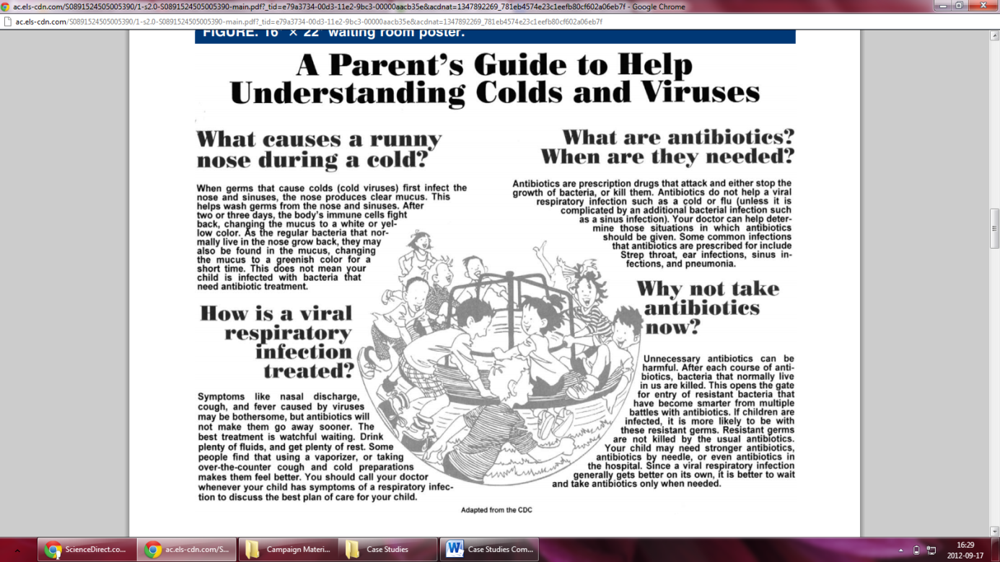 ac.els-cdn.com/S0891524505005390/1-s2.0-S0891524505005390-main.pdf?_tid=e79a3734-00d3-11e2-9bc3-00000aacb35e&acdnat=1347892269_781eb4574e23c1eefb80cf602a06eb7f - Google Chrome
ac.els-cdn.com/S0891524505005390/1-s2.0-S0891524505005390-main.pdf?_tid=e79a3734-00d3-11e2-9bc3-00000aacb35e&acdnat=1347892269_781eb4574e23c1eefb80cf602a06eb7f
FIGURE. 16" × 22" waiting room poster.
A Parent's Guide to Help
Understanding Colds and Viruses
What causes a runny
nose during a cold?
When germs that cause colds (cold viruses) first infect the
nose and sinuses, the nose produces clear mucus. This
helps wash germs from the nose and sinuses. After
two or three days, the body's immune cells fight
back, changing the mucus to a white or yel-
low color. As the regular bacteria that nor-
mally live in the nose grow back, they may
also be found in the mucus, changing
the mucus to a greenish color for a
short time. This does not mean your
child is infected with bacteria that
need antibiotic treatment.
How is a viral
respiratory
infection
treated?
Symptoms like nasal discharge,
cough, and fever caused by viruses
may be bothersome, but antibiotics will
not make them go away sooner. The
best treatment is watchful waiting. Drink
plenty of fluids, and get plenty of rest. Some
people find that using a vaporizer, or taking
over-the-counter cough and cold preparations
makes them feel better. You should call your doctor
whenever your child has symptoms of a respiratory infec-
tion to discuss the best plan of care for your child.
What are antibiotics?
When are they needed?
Antibiotics are prescription drugs that attack and either stop the
growth of bacteria, or kill them. Antibiotics do not help a viral
respiratory infection such as a cold or flu (unless it is
complicated by an additional bacterial infection such
as a sinus infection). Your doctor can help deter-
mine those situations in which antibiotics
should be given. Some common infections
that antibiotics are prescribed for include
Strep throat, ear infections, sinus in-
fections, and pneumonia.
Why not take
antibiotics
now?
Unnecessary antibiotics can be
harmful. After each course of anti-
biotics, bacteria that normally live
in us are killed. This opens the gate
for entry of resistant bacteria that
have become smarter from multiple
battles with antibiotics. If children are
infected, it is more likely to be with
these resistant germs. Resistant germs
are not killed by the usual antibiotics.
Your child may need stronger antibiotics,
antibiotics by needle, or even antibiotics in
the hospital. Since a viral respiratory infection
generally gets better on its own, it is better to wait
and take antibiotics only when needed.
Adapted from the CDC
ScienceDirect.co...
ac.els-cdn.com/S...
Campaign Materi...
Case Studies
Case Studies Com...
16:29
2012-09-17